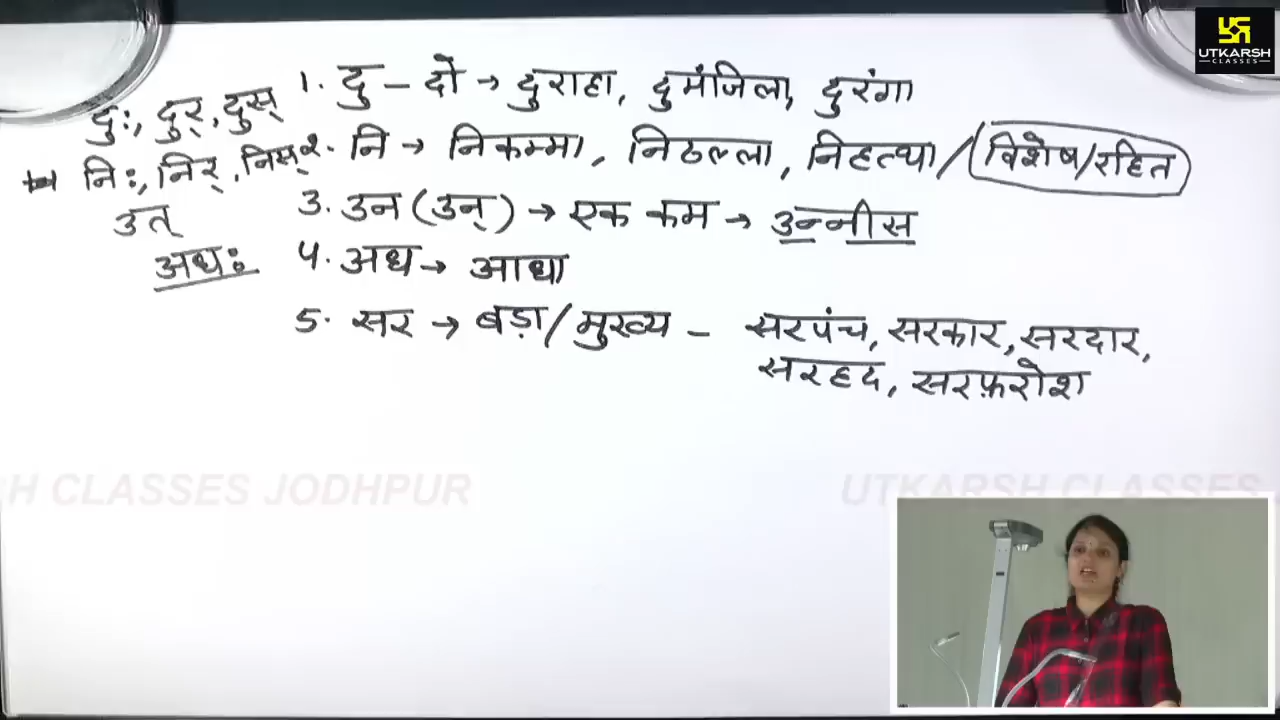 UTKARSH
CLASSES
दुः, दुर्, दुस्
1. दु - दो → दुराहा, दुमंजिला, दुरंगा
निः, निर्, निस्
2. नि → निकम्मा, निठल्ला, निहत्था / विशेष/रहित
उत्
3. उन (उन्) → एक कम → उन्नीस
अधः
4. अध → आधा
5. सर → बड़ा/मुख्य - सरपंच, सरकार, सरदार,
सरहद, सरफ़रोश
SH CLASSES JODHPUR
UTKARSH CLASSES